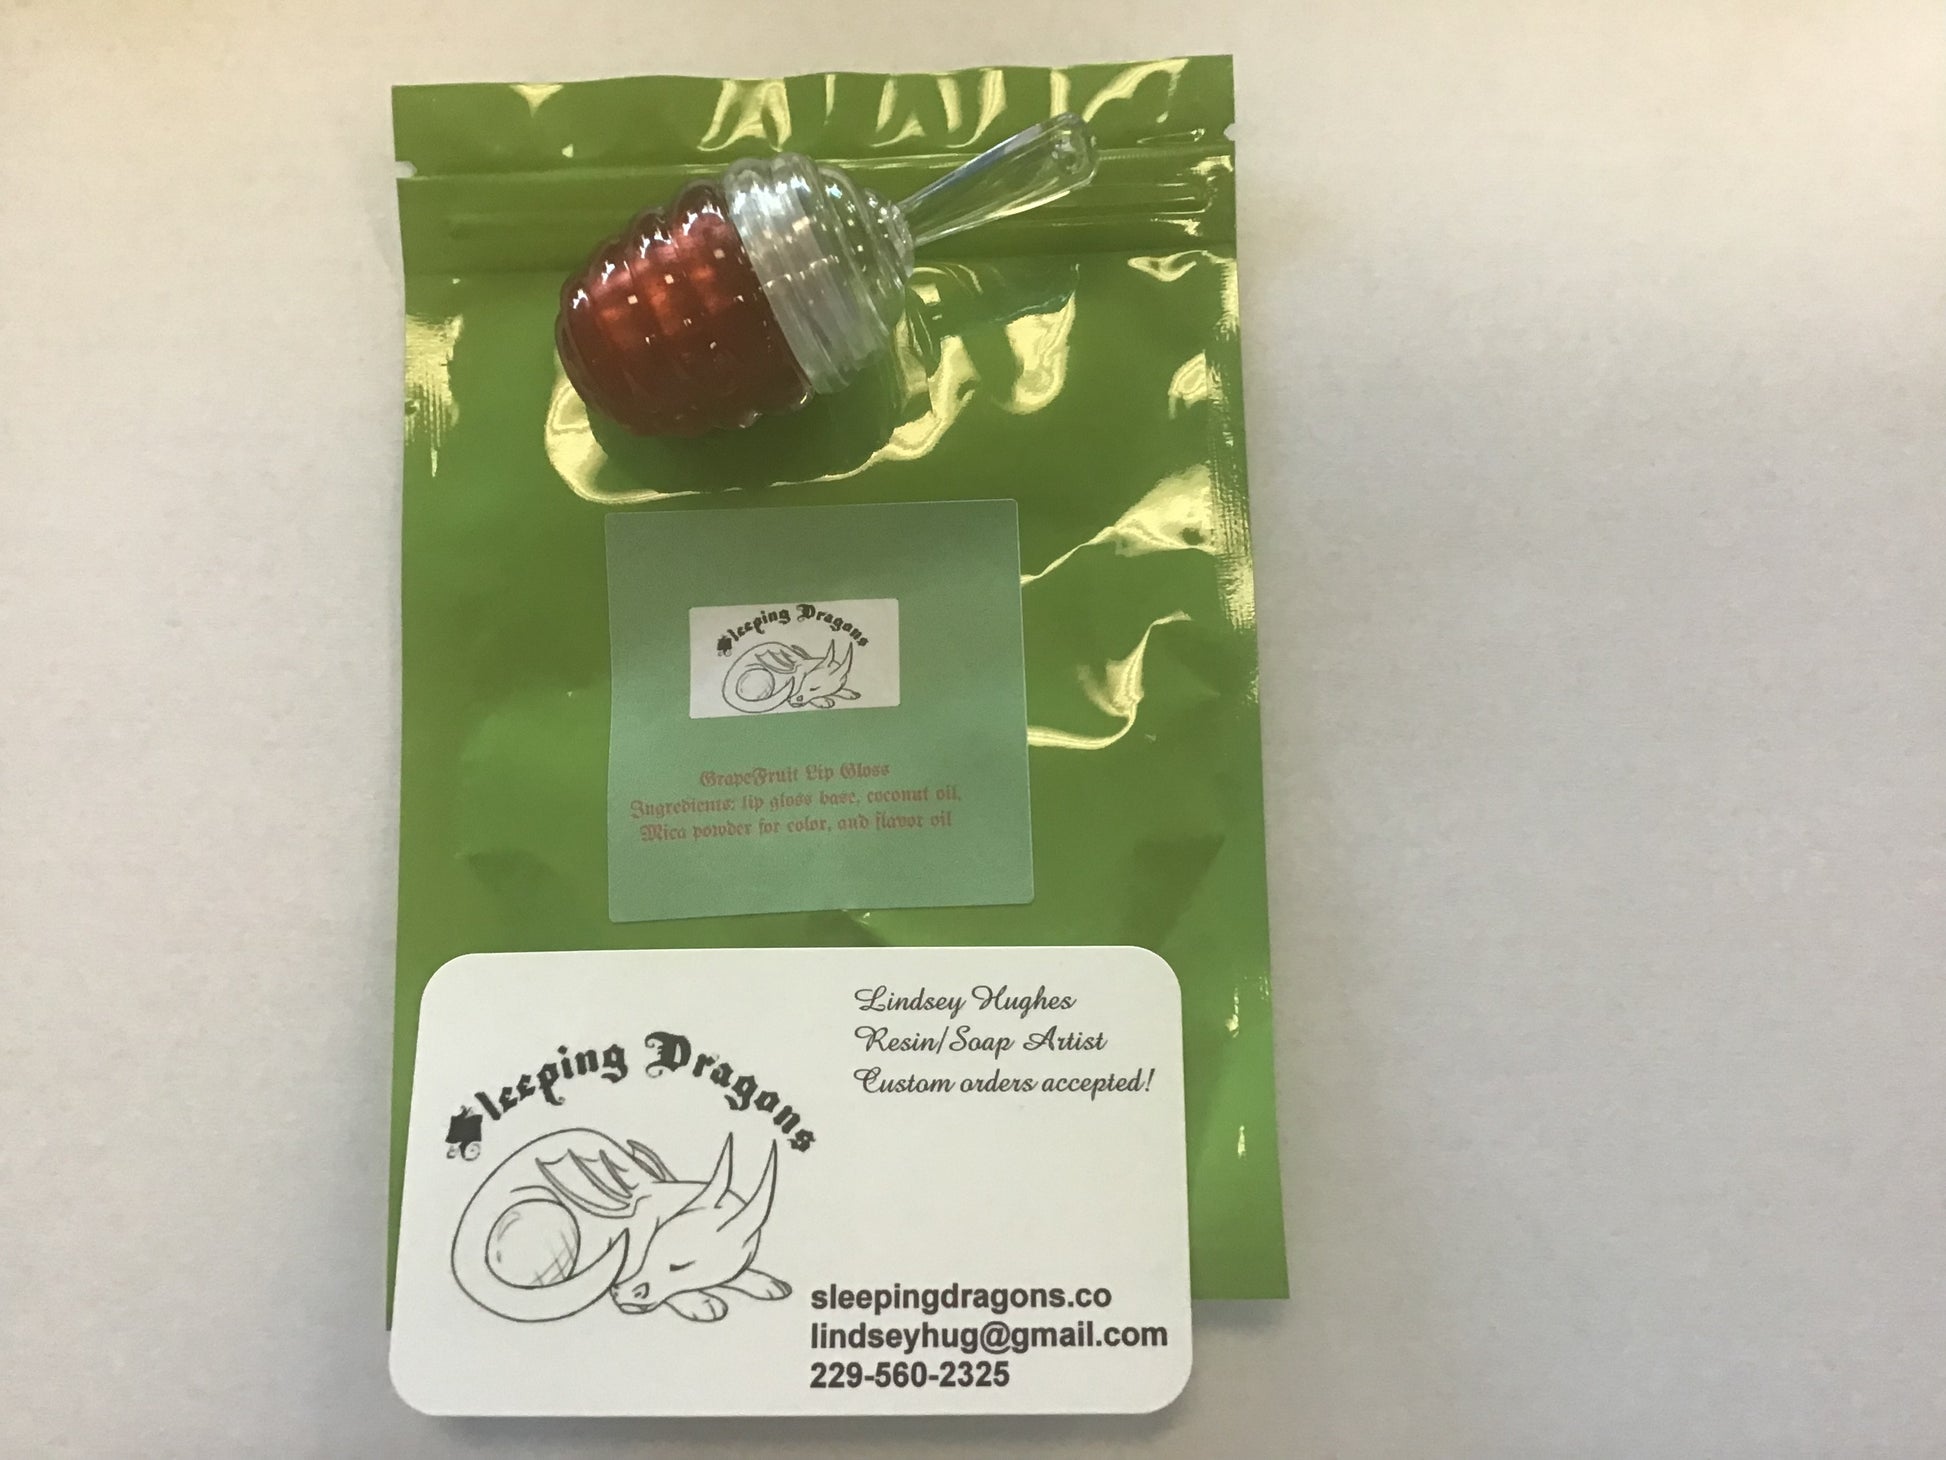 Sleeping Dragons
GrapeFruit Lip Gloss
Ingredients: lip gloss base, coconut oil,
Mica powder for color, and flavor oil
Lindsey Hughes
Resin/Soap Artist
Custom orders accepted!
Sleeping Dragons
sleepingdragons.co
lindseyhug@gmail.com
229-560-2325